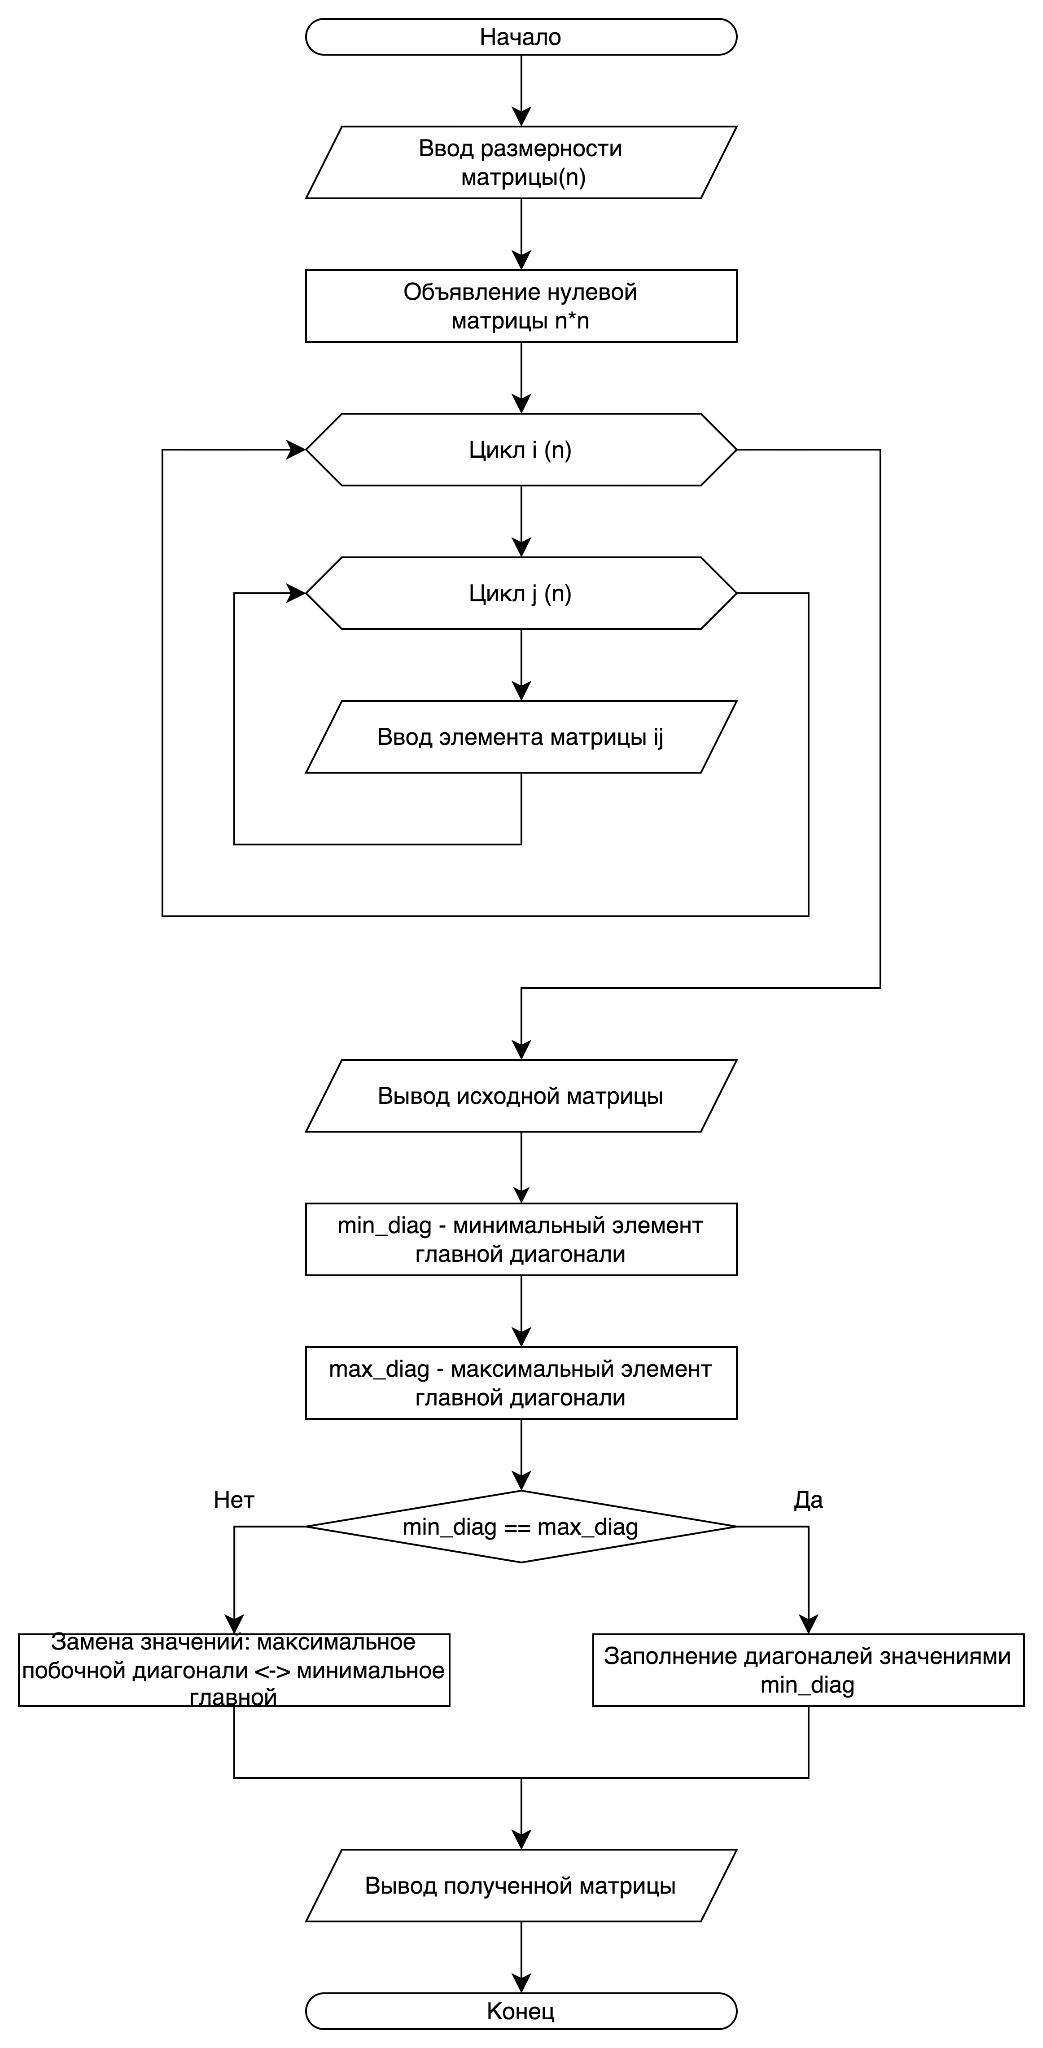 Начало
Ввод размерности
матрицы(n)
Объявление нулевой
матрицы n*n
Цикл i (n)
Цикл j (n)
Ввод элемента матрицы ij
Вывод исходной матрицы
min_diag - минимальный элемент
главной диагонали
max_diag - максимальный элемент
главной диагонали
Нет
Да
min_diag == max_diag
Замена значений: максимальное
побочной диагонали <-> минимальное
главной
Заполнение диагоналей значениями
min_diag
Вывод полученной матрицы
Конец